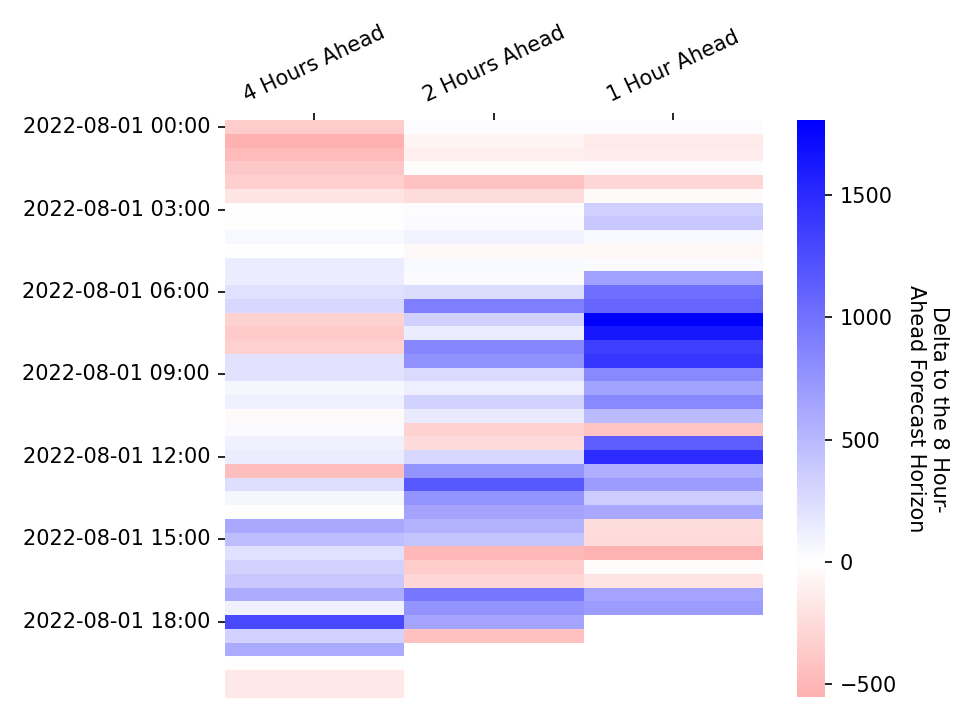 4 Hours Ahead
2 Hours Ahead
1 Hour Ahead
2022-08-01 00:00
2022-08-01 03:00
2022-08-01 06:00
2022-08-01 09:00
2022-08-01 12:00
2022-08-01 15:00
2022-08-01 18:00
1500
1000
500
0
−500
Delta to the 8 Hour-
Ahead Forecast Horizon